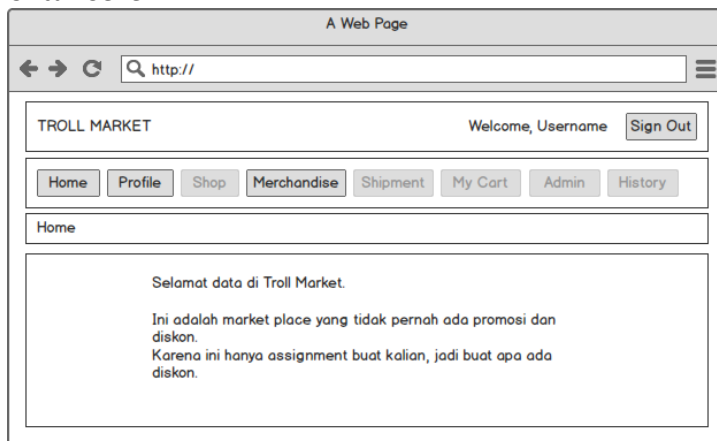 A Web Page
http://
TROLL MARKET Welcome, Username Sign Out
Home Profile Shop Merchandise Shipment My Cart Admin History
Home
Selamat data di Troll Market.
Ini adalah market place yang tidak pernah ada promosi dan
diskon.
Karena ini hanya assignment buat kalian, jadi buat apa ada
diskon.